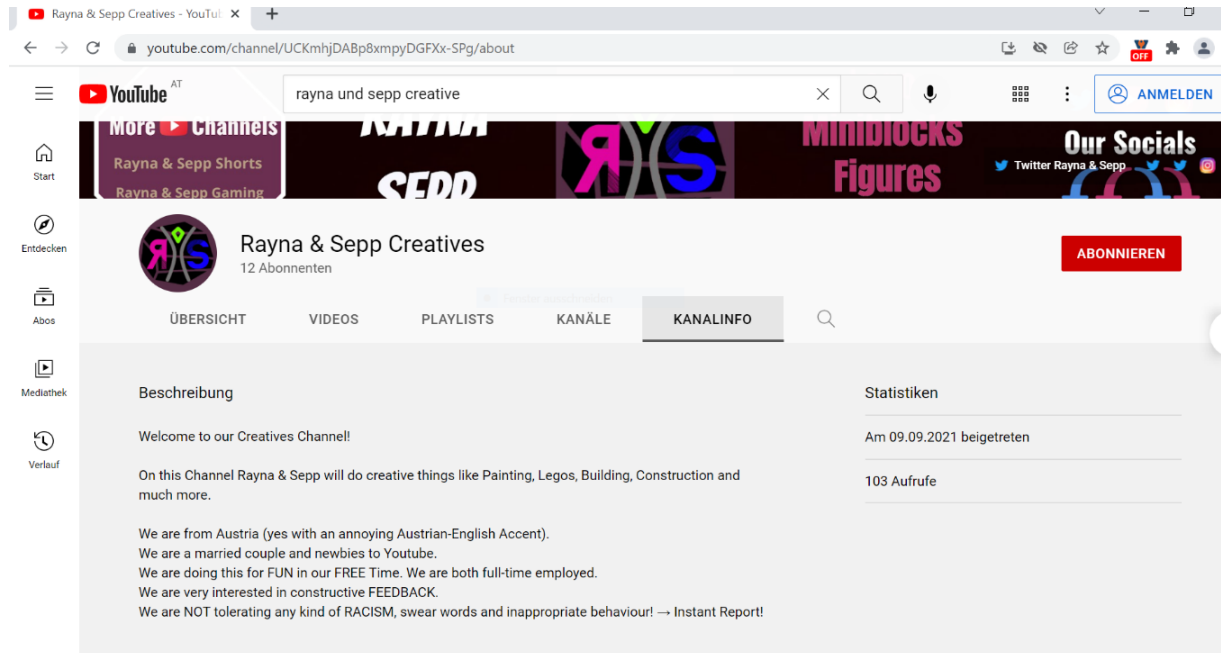 Rayna & Sepp Creatives - YouTu
youtube.com/channel/UCKmhjDABp8xmpyDGFXx-SPg/about
OFF
YouTube AT
rayna und sepp creative
ANMELDEN
More Channels
Rayna & Sepp Shorts
Rayna & Sepp Gaming
RAYNA
SEPP
RS
Miniblocks
Figures
Our Socials
Twitter Rayna & Sepp
Start
Entdecken
Abos
Mediathek
Verlauf
Rayna & Sepp Creatives
12 Abonnenten
ABONNIEREN
ÜBERSICHT VIDEOS PLAYLISTS KANÄLE KANALINFO
Beschreibung
Welcome to our Creatives Channel!
On this Channel Rayna & Sepp will do creative things like Painting, Legos, Building, Construction and
much more.
We are from Austria (yes with an annoying Austrian-English Accent).
We are a married couple and newbies to Youtube.
We are doing this for FUN in our FREE Time. We are both full-time employed.
We are very interested in constructive FEEDBACK.
We are NOT tolerating any kind of RACISM, swear words and inappropriate behaviour! → Instant Report!
Statistiken
Am 09.09.2021 beigetreten
103 Aufrufe